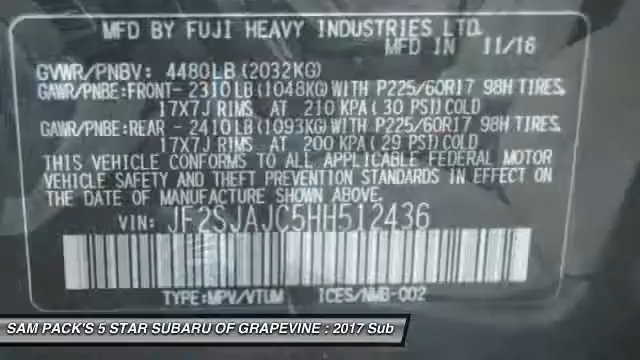 MFD BY FUJI HEAVY INDUSTRIES LTD.
MFD IN 11/16
GVWR/PNBV: 4480LB(2032KG)
GAWR/PNBE:FRONT- 2310LB(1048KG)WITH P225/60R17 98H TIRES,
17X7J RIMS AT 210 KPA(30 PSI)COLD
GAWR/PNBE:REAR - 2410LB(1093KG)WITH P225/60R17 98H TIRES,
17X7J RIMS AT 200 KPA(29 PSI)COLD
THIS VEHICLE CONFORMS TO ALL APPLICABLE FEDERAL MOTOR
VEHICLE SAFETY AND THEFT PREVENTION STANDARDS IN EFFECT ON
THE DATE OF MANUFACTURE SHOWN ABOVE.
VIN: JF2SJAJC5HH512436
TYPE:MPV/VTUM ICES/NMB-002
SAM PACK'S 5 STAR SUBARU OF GRAPEVINE : 2017 Sub